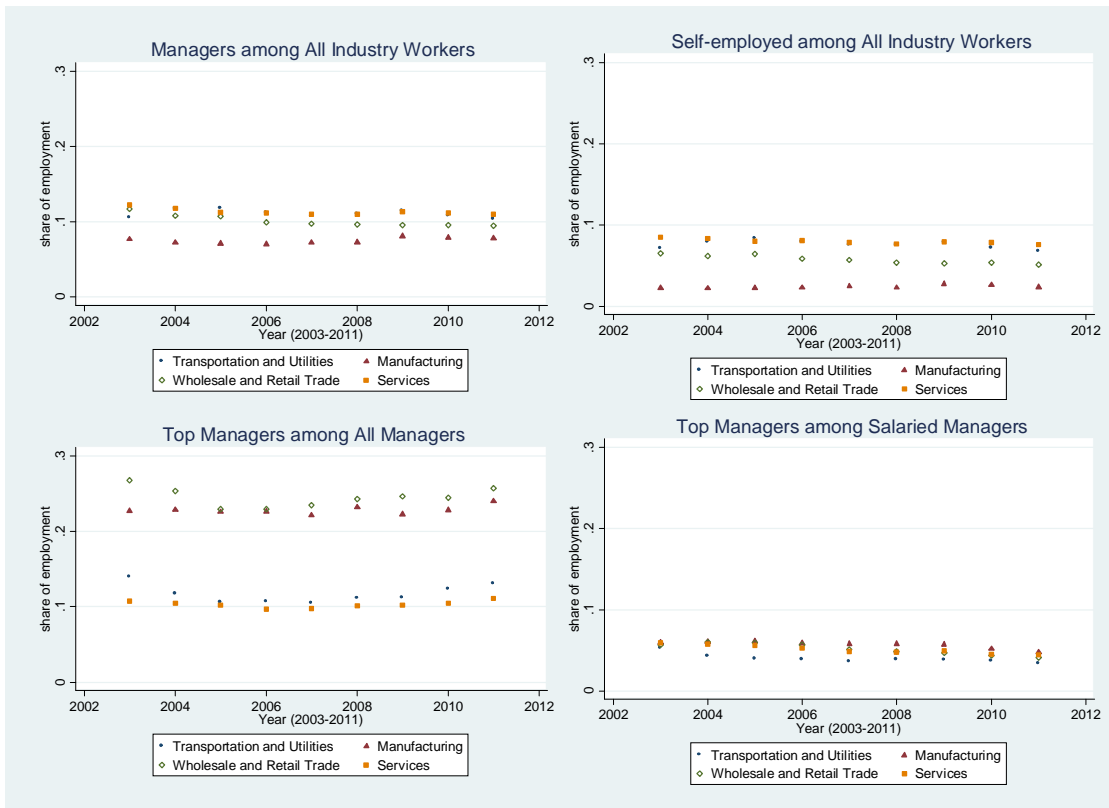 Managers among All Industry Workers
share of employment
.3
.2
.1
0
2002 2004 2006 2008 2010 2012
Year (2003-2011)
Transportation and Utilities Manufacturing
Wholesale and Retail Trade Services
Self-employed among All Industry Workers
share of employment
.3
.2
.1
0
2002 2004 2006 2008 2010 2012
Year (2003-2011)
Transportation and Utilities Manufacturing
Wholesale and Retail Trade Services
Top Managers among All Managers
share of employment
.3
.2
.1
0
2002 2004 2006 2008 2010 2012
Year (2003-2011)
Transportation and Utilities Manufacturing
Wholesale and Retail Trade Services
Top Managers among Salaried Managers
share of employment
.3
.2
.1
0
2002 2004 2006 2008 2010 2012
Year (2003-2011)
Transportation and Utilities Manufacturing
Wholesale and Retail Trade Services